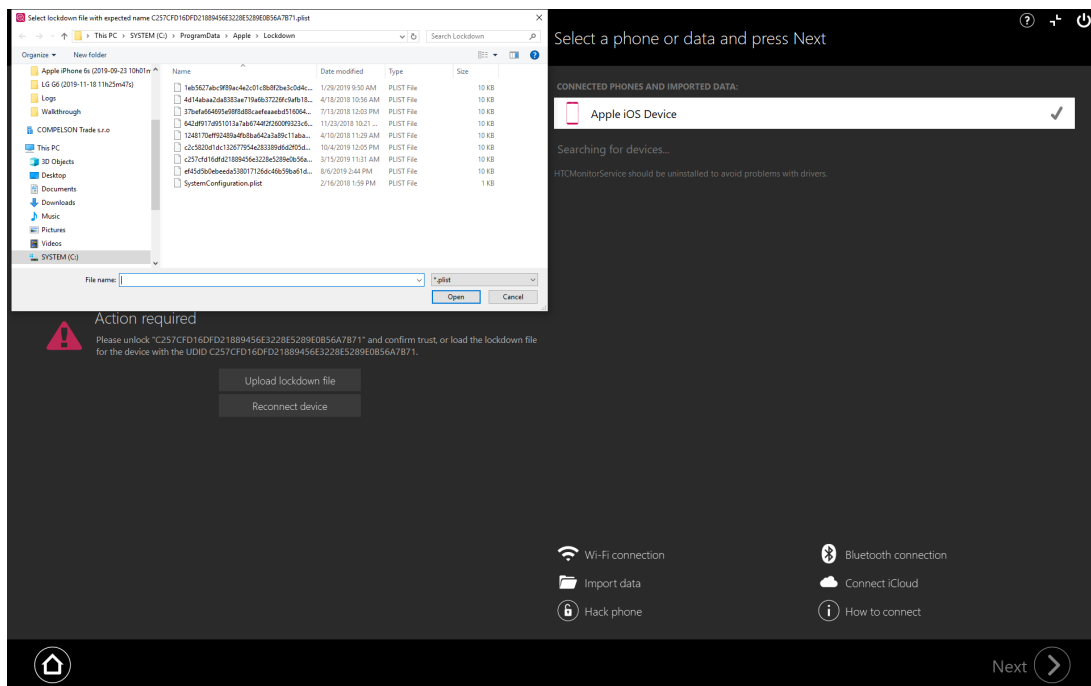 Select lockdown file with expected name C257CFD16DFD21889456E3228E5289E0B56A7B71.plist
This PC > SYSTEM (C:) > ProgramData > Apple > Lockdown
Search Lockdown
Organize
New folder
Apple iPhone 6s (2019-09-23 10h01m
LG G6 (2019-11-18 11h25m47s)
Logs
Walkthrough
COMPELSON Trade s.r.o
This PC
3D Objects
Desktop
Documents
Downloads
Music
Pictures
Videos
SYSTEM (C:)
Name Date modified Type Size
1eb5627abc9f89ac4e2c01c8b8f2be3c0d4c... 1/29/2019 9:50 AM PLIST File 10 KB
4d14abaa2da8383ae719a6b37226fc9afb18... 4/18/2018 10:56 AM PLIST File 10 KB
37befa664695e98f8d88caefeaaebd516064... 7/13/2018 12:03 PM PLIST File 10 KB
642df917d951013a7ab6744f2f2600f9323c6... 11/23/2018 10:21 ... PLIST File 10 KB
1248170eff92489a4fb8ba642a3a89c11aba... 4/10/2018 11:29 AM PLIST File 10 KB
c2c5820d1dc132677954e283389d6d2f05d... 10/4/2019 12:05 PM PLIST File 10 KB
c257cfd16dfd21889456e3228e5289e0b56a... 3/15/2019 11:31 AM PLIST File 10 KB
ef45d5b0ebeeda538017126dc46b59ba61d... 8/6/2019 2:44 PM PLIST File 10 KB
SystemConfiguration.plist 2/16/2018 1:59 PM PLIST File 1 KB
File name:
*.plist
Open
Cancel
Action required
Please unlock "C257CFD16DFD21889456E3228E5289E0B56A7B71" and confirm trust, or load the lockdown file
for the device with the UDID C257CFD16DFD21889456E3228E5289E0B56A7B71.
Upload lockdown file
Reconnect device
Select a phone or data and press Next
CONNECTED PHONES AND IMPORTED DATA:
Apple iOS Device
Searching for devices...
HTCMonitorService should be uninstalled to avoid problems with drivers.
Wi-Fi connection
Bluetooth connection
Import data
Connect iCloud
Hack phone
How to connect
Next